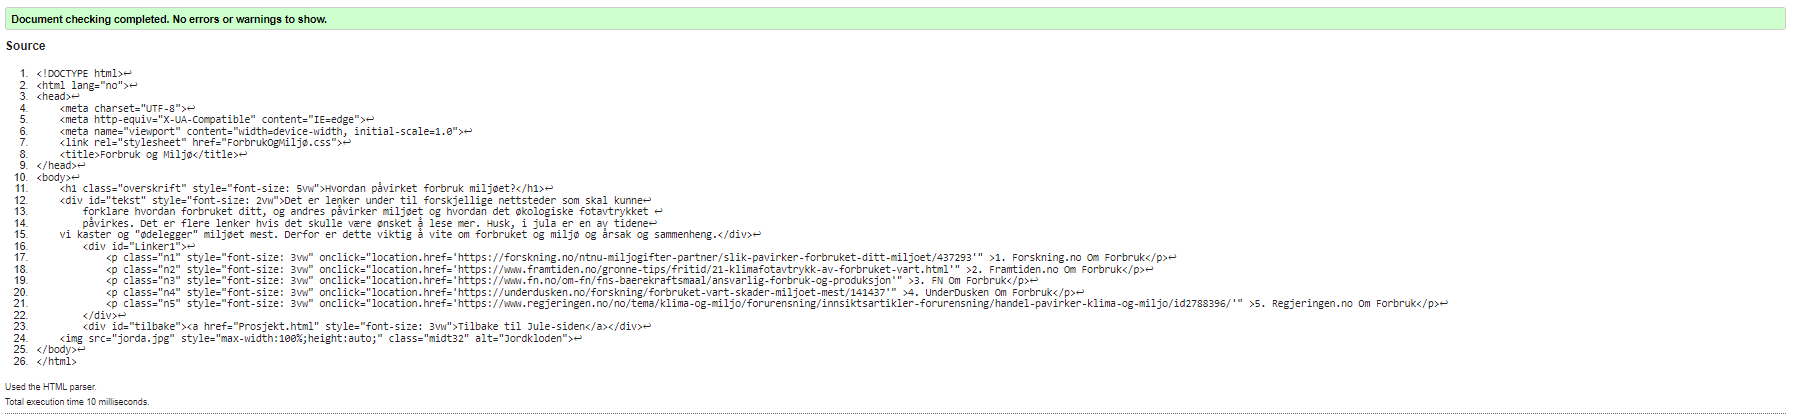 Document checking completed. No errors or warnings to show.
Source
1. <!DOCTYPE html>↩
2. <html lang="no">↩
3. <head>↩
4.     <meta charset="UTF-8">↩
5.     <meta http-equiv="X-UA-Compatible" content="IE=edge">↩
6.     <meta name="viewport" content="width=device-width, initial-scale=1.0">↩
7.     <link rel="stylesheet" href="ForbrukOgMiljø.css">↩
8.     <title>Forbruk og Miljø</title>↩
9. </head>↩
10. <body>↩
11.     <h1 class="overskrift" style="font-size: 5vw">Hvordan påvirket forbruk miljøet?</h1>↩
12.     <div id="tekst" style="font-size: 2vw">Det er lenker under til forskjellige nettsteder som skal kunne↩
13.         forklare hvordan forbruket ditt, og andres påvirker miljøet og hvordan det økologiske fotavtrykket ↩
14.         påvirkes. Det er flere lenker hvis det skulle være ønsket å lese mer. Husk, i jula er en av tidene↩
15.     vi kaster og "ødelegger" miljøet mest. Derfor er dette viktig å vite om forbruket og miljø og årsak og sammenheng.</div>↩
16.         <div id="Linker1">↩
17.             <p class="n1" style="font-size: 3vw" onclick="location.href='https://forskning.no/ntnu-miljogifter-partner/slik-pavirker-forbruket-ditt-miljoet/437293'" >1. Forskning.no Om Forbruk</p>↩
18.             <p class="n2" style="font-size: 3vw" onclick="location.href='https://www.framtiden.no/gronne-tips/fritid/21-klimafotavtrykk-av-forbruket-vart.html'" >2. Framtiden.no Om Forbruk</p>↩
19.             <p class="n3" style="font-size: 3vw" onclick="location.href='https://www.fn.no/om-fn/fns-baerekraftsmaal/ansvarlig-forbruk-og-produksjon'" >3. FN Om Forbruk</p>↩
20.             <p class="n4" style="font-size: 3vw" onclick="location.href='https://underdusken.no/forskning/forbruket-vart-skader-miljoet-mest/141437'" >4. UnderDusken Om Forbruk</p>↩
21.             <p class="n5" style="font-size: 3vw" onclick="location.href='https://www.regjeringen.no/no/tema/klima-og-miljo/forurensning/innsiktsartikler-forurensning/handel-pavirker-klima-og-miljo/id2788396/'" >5. Regjeringen.no Om Forbruk</p>↩
22.         </div>↩
23.         <div id="tilbake"><a href="Prosjekt.html" style="font-size: 3vw">Tilbake til Jule-siden</a></div>↩
24.     <img src="jorda.jpg" style="max-width:100%;height:auto;" class="midt32" alt="Jordkloden">↩
25. </body>↩
26. </html>
Used the HTML parser.
Total execution time 10 milliseconds.